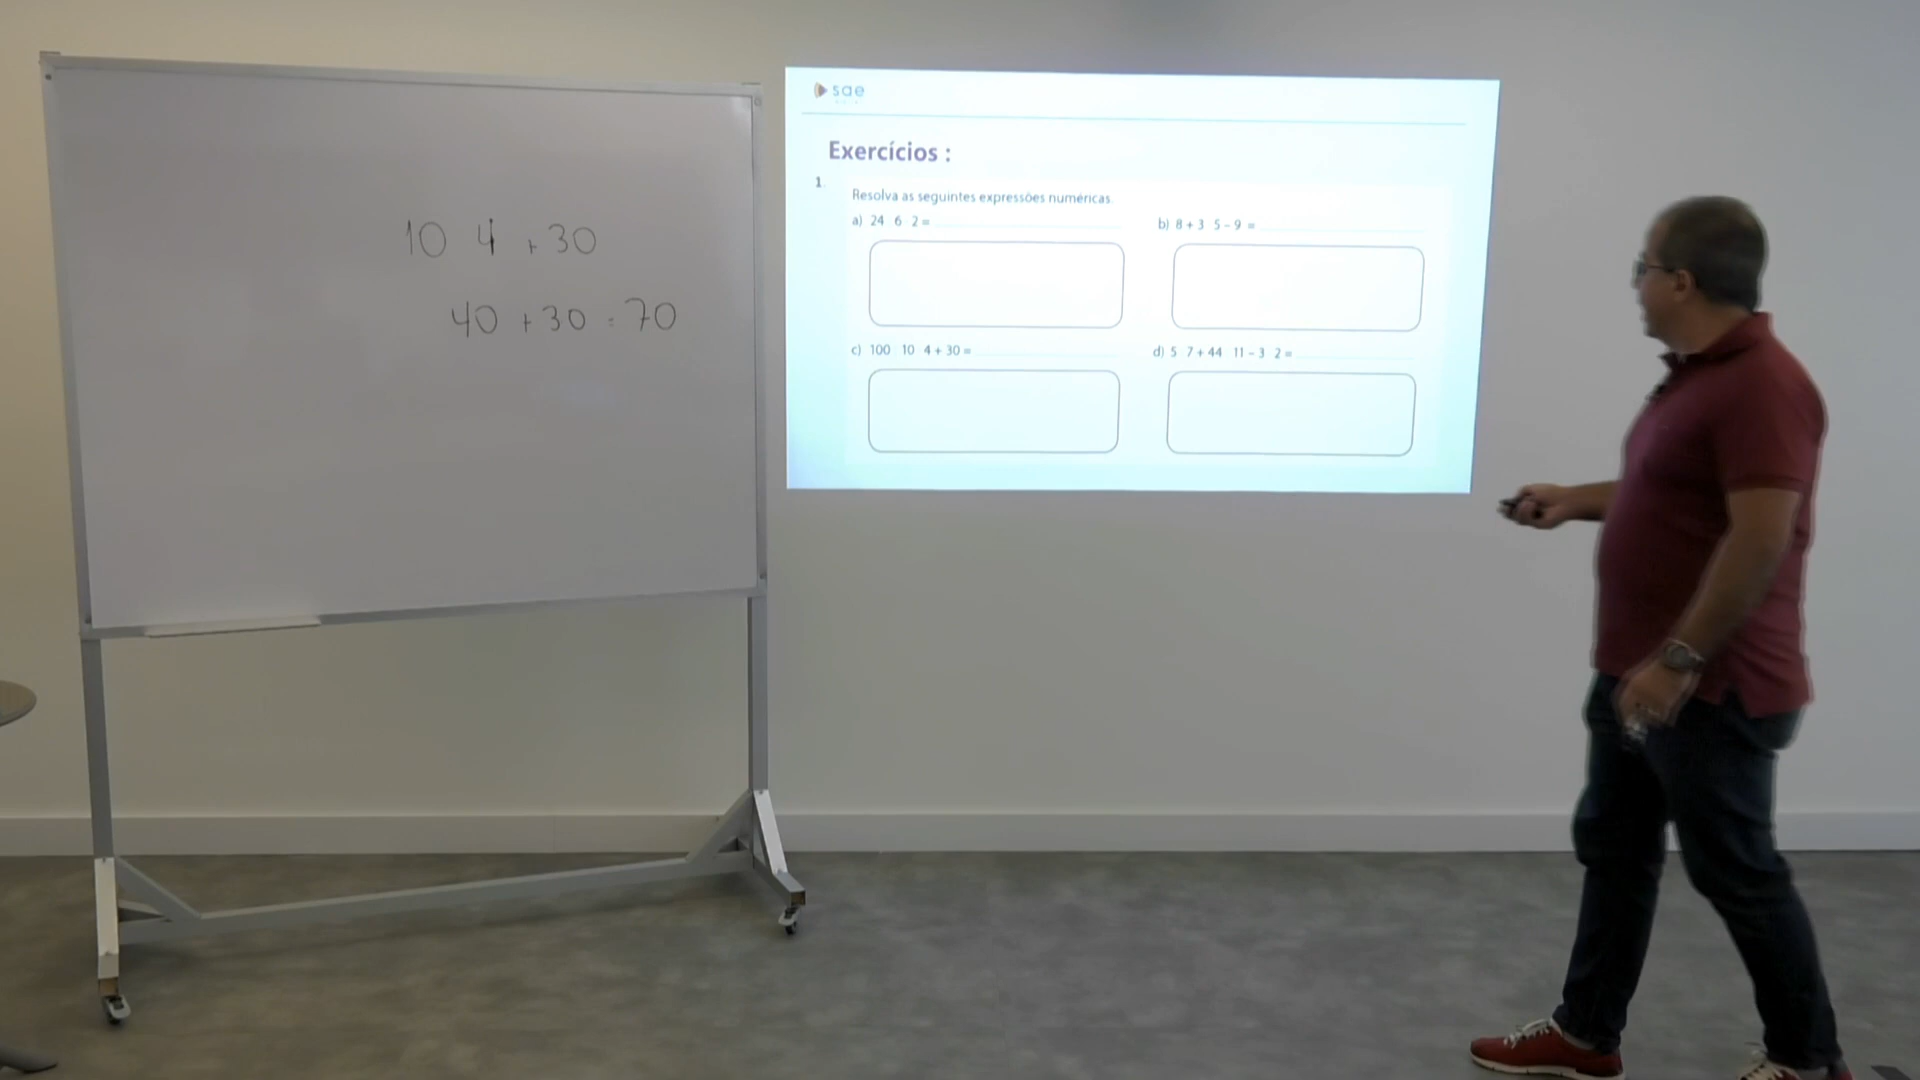 10 4 + 30
40 + 30 = 70
sae
Exercícios :
1.
Resolva as seguintes expressões numéricas.
a) 24 6 2 =
b) 8 + 3 5 – 9 =
c) 100 10 4 + 30 =
d) 5 7 + 44 11 – 3 2 =